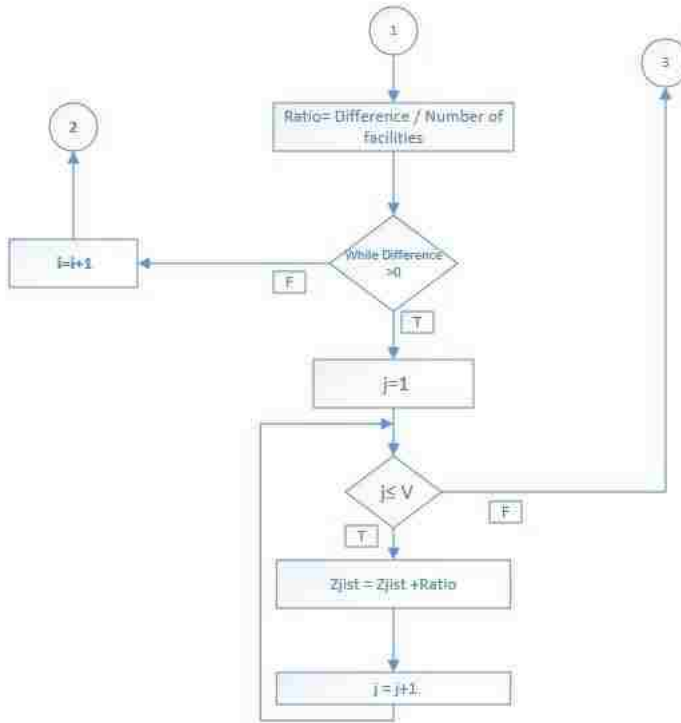 1
3
Ratio= Difference / Number of
facilities
2
While Difference
>0
i=i+1
F
T
j=1
j≤ V
F
T
Zjist = Zjist +Ratio
j = j+1.